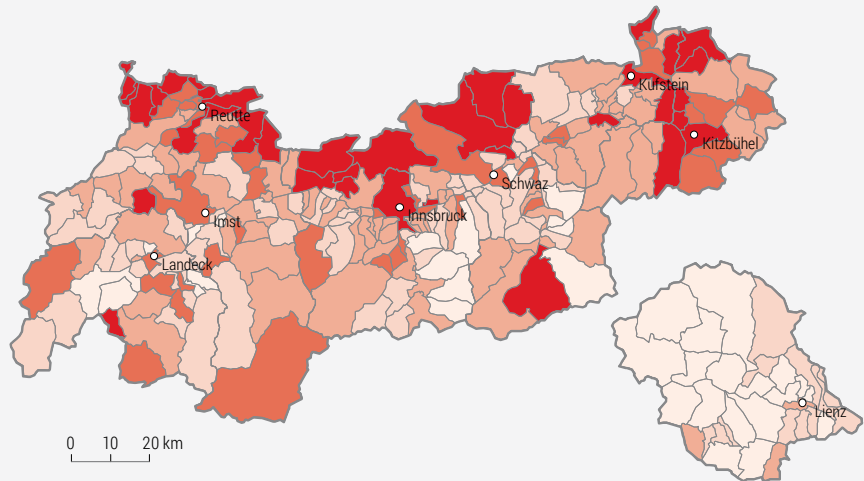 Kufstein
Reutte
Kitzbühel
Schwaz
Imst
Innsbruck
Landeck
Lienz
0 10 20 km